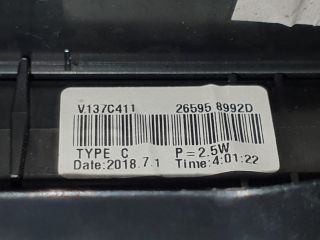 V137C411 26595 8992D
TYPE C P=2.5W
Date:2018.7.1 Time:4:01:22